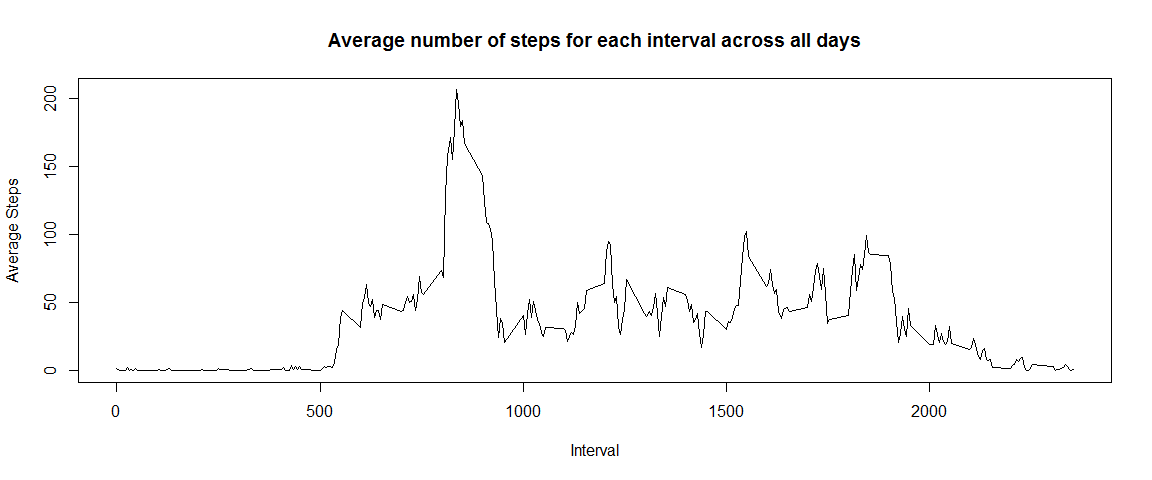 Average number of steps for each interval across all days
Average Steps
200
150
100
50
0
0 500 1000 1500 2000
Interval